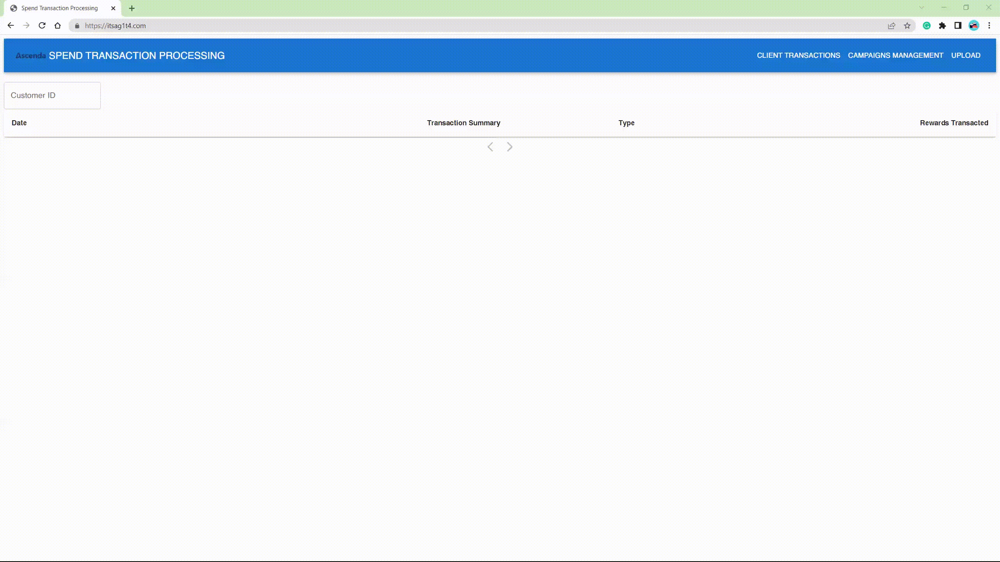 Spend Transaction Processing
https://itsag1t4.com
Ascenda SPEND TRANSACTION PROCESSING CLIENT TRANSACTIONS CAMPAIGNS MANAGEMENT UPLOAD
Customer ID
Date Transaction Summary Type Rewards Transacted